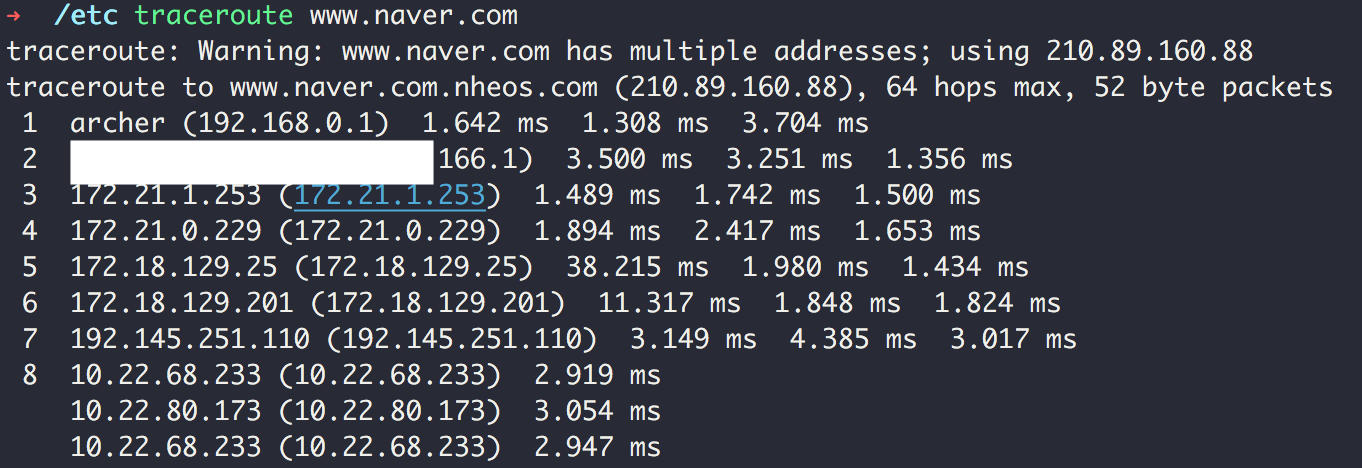 → /etc traceroute www.naver.com
traceroute: Warning: www.naver.com has multiple addresses; using 210.89.160.88
traceroute to www.naver.com.nheos.com (210.89.160.88), 64 hops max, 52 byte packets
1 archer (192.168.0.1) 1.642 ms 1.308 ms 3.704 ms
2 166.1) 3.500 ms 3.251 ms 1.356 ms
3 172.21.1.253 (172.21.1.253) 1.489 ms 1.742 ms 1.500 ms
4 172.21.0.229 (172.21.0.229) 1.894 ms 2.417 ms 1.653 ms
5 172.18.129.25 (172.18.129.25) 38.215 ms 1.980 ms 1.434 ms
6 172.18.129.201 (172.18.129.201) 11.317 ms 1.848 ms 1.824 ms
7 192.145.251.110 (192.145.251.110) 3.149 ms 4.385 ms 3.017 ms
8 10.22.68.233 (10.22.68.233) 2.919 ms
10.22.80.173 (10.22.80.173) 3.054 ms
10.22.68.233 (10.22.68.233) 2.947 ms